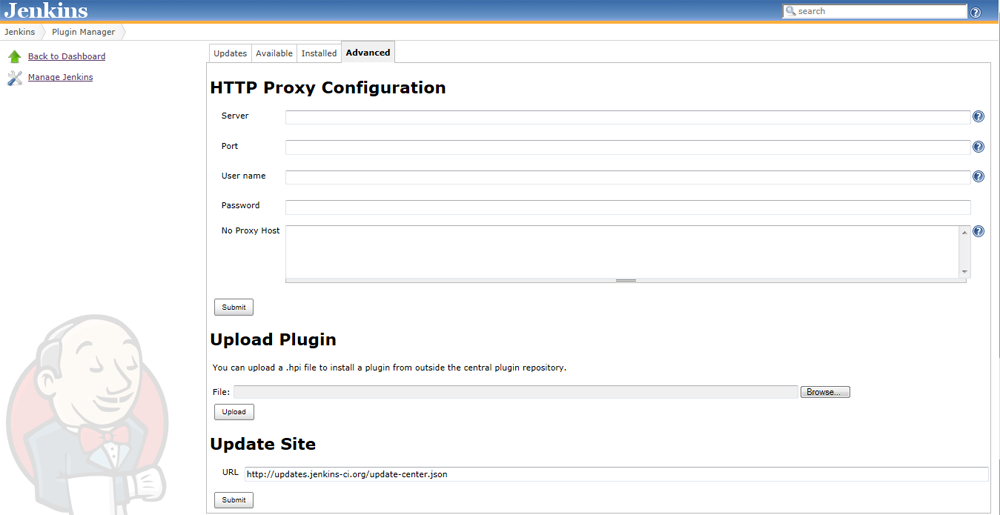 Jenkins
search
Jenkins Plugin Manager
Back to Dashboard
Manage Jenkins
Updates Available Installed Advanced
HTTP Proxy Configuration
Server
Port
User name
Password
No Proxy Host
Submit
Upload Plugin
You can upload a .hpi file to install a plugin from outside the central plugin repository.
File: Browse...
Upload
Update Site
URL http://updates.jenkins-ci.org/update-center.json
Submit